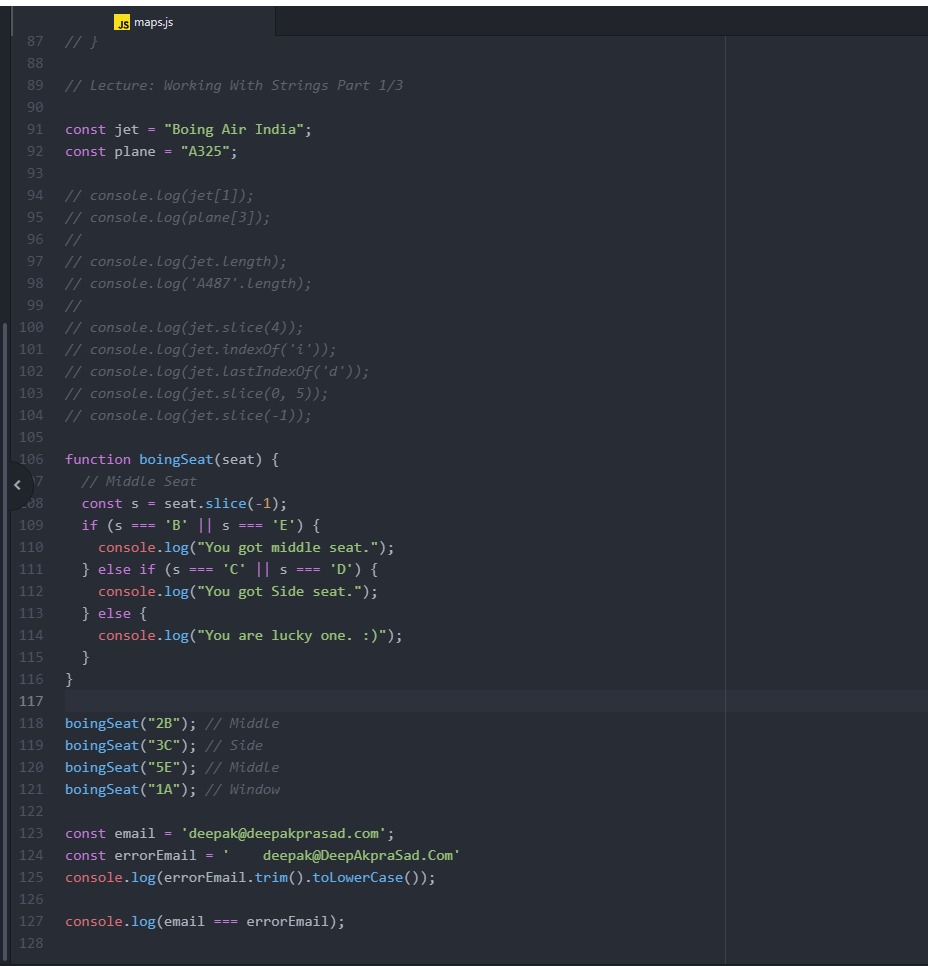 JS maps.js
87 // }
88
89 // Lecture: Working With Strings Part 1/3
90
91 const jet = "Boing Air India";
92 const plane = "A325";
93
94 // console.log(jet[1]);
95 // console.log(plane[3]);
96 //
97 // console.log(jet.length);
98 // console.log('A487'.length);
99 //
100 // console.log(jet.slice(4));
101 // console.log(jet.indexOf('i'));
102 // console.log(jet.lastIndexOf('d'));
103 // console.log(jet.slice(0, 5));
104 // console.log(jet.slice(-1));
105
106 function boingSeat(seat) {
7   // Middle Seat
08   const s = seat.slice(-1);
109   if (s === 'B' || s === 'E') {
110     console.log("You got middle seat.");
111   } else if (s === 'C' || s === 'D') {
112     console.log("You got Side seat.");
113   } else {
114     console.log("You are lucky one. :)");
115   }
116 }
117
118 boingSeat("2B"); // Middle
119 boingSeat("3C"); // Side
120 boingSeat("5E"); // Middle
121 boingSeat("1A"); // Window
122
123 const email = 'deepak@deepakprasad.com';
124 const errorEmail = '    deepak@DeepAkpraSad.Com'
125 console.log(errorEmail.trim().toLowerCase());
126
127 console.log(email === errorEmail);
128